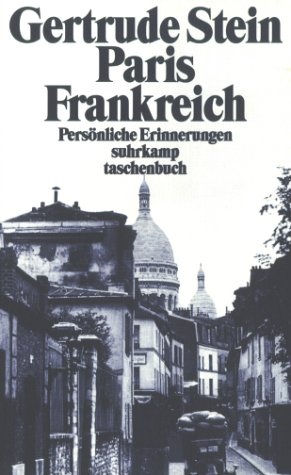 Gertrude Stein
Paris
Frankreich
Persönliche Erinnerungen
suhrkamp
taschenbuch